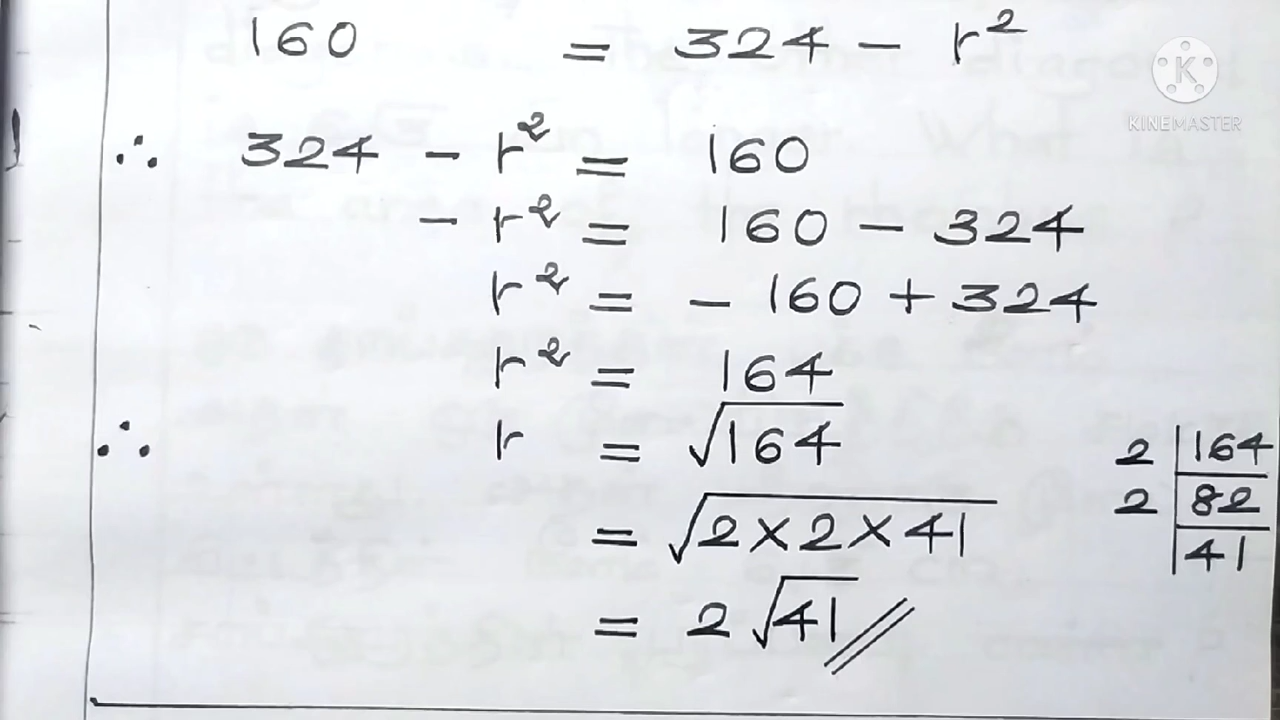 160 = 324 - r²
K
KINEMASTER
∴ 324 - r² = 160
- r² = 160 - 324
r² = - 160 + 324
r² = 164
∴ r = √164
2 | 164
= √2×2×41
2 | 82
41
= 2√41 //